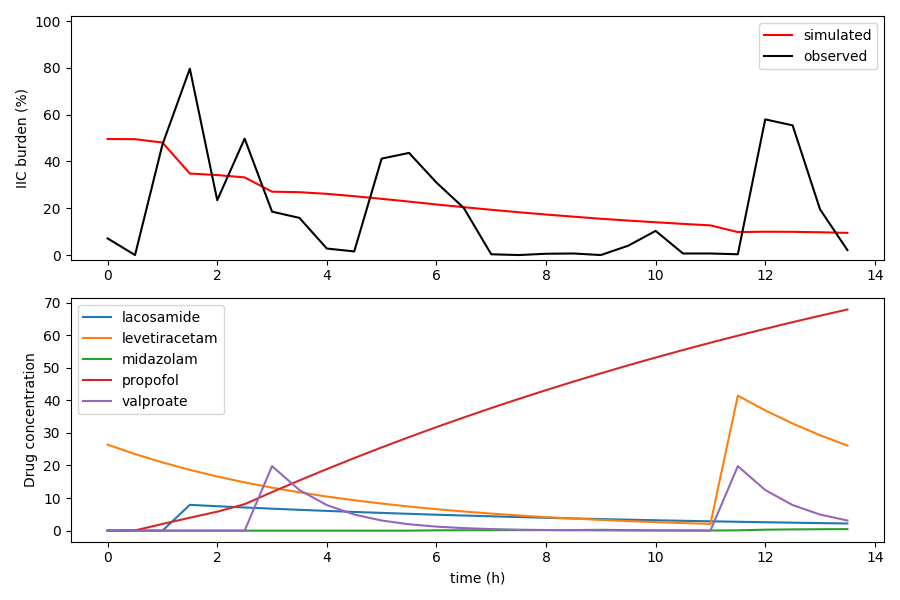 100
80
60
40
20
0
IIC burden (%)
simulated
observed
0 2 4 6 8 10 12 14
70
60
50
40
30
20
10
0
Drug concentration
lacosamide
levetiracetam
midazolam
propofol
valproate
0 2 4 6 8 10 12 14
time (h)